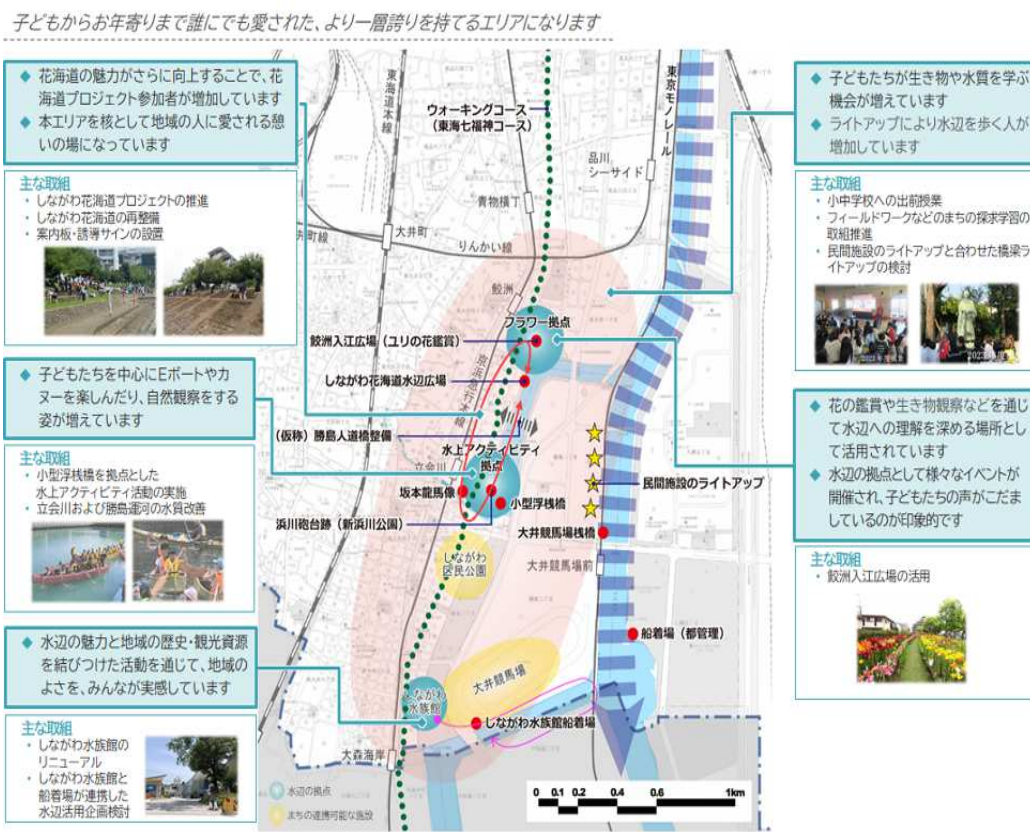 子どもからお年寄りまで誰にでも愛された、より一層誇りを持てるエリアになります
◆ 花海道の魅力がさらに向上することで、花
海道プロジェクト参加者が増加しています
◆ 本エリアを核として地域の人に愛される憩
いの場になっています
主な取組
・ しながわ花海道プロジェクトの推進
・ しながわ花海道の再整備
・ 案内板・誘導サインの設置
◆ 子どもたちを中心にEボートやカ
ヌーを楽しんだり、自然観察をする
姿が増えています
主な取組
・ 小型浮桟橋を拠点とした
水上アクティビティ活動の実施
・ 立会川および勝島運河の水質改善
◆ 水辺の魅力と地域の歴史・観光資源
を結びつけた活動を通じて、地域の
よさを、みんなが実感しています
主な取組
・ しながわ水族館の
リニューアル
・ しながわ水族館と
船着場が連携した
水辺活用企画検討
東海道本線
ウォーキングコース
（東海七福神コース）
東京モノレール
品川
シーサイド
青物横丁
大井町
りんかい線
鮫洲
フラワー拠点
鮫洲入江広場（ユリの花鑑賞）
京浜急行本線
しながわ花海道水辺広場
（仮称）勝島人道橋整備
水上アクティビティ
拠点
立会川
坂本龍馬像
小型浮桟橋
民間施設のライトアップ
浜川砲台跡（新浜川公園）
大井競馬場桟橋
大井競馬場前
しながわ
区民公園
船着場（都管理）
大井競馬場
しながわ
水族館
しながわ水族館船着場
大森海岸
水辺の拠点
まちの連携可能な施設
0 0.1 0.2 0.4 0.6 1km
◆ 子どもたちが生き物や水質を学ぶ
機会が増えています
◆ ライトアップにより水辺を歩く人が
増加しています
主な取組
・ 小中学校への出前授業
・ フィールドワークなどのまちの探求学習の
取組推進
・ 民間施設のライトアップと合わせた橋梁ラ
イトアップの検討
◆ 花の鑑賞や生き物観察などを通じ
て水辺への理解を深める場所とし
て活用されています
◆ 水辺の拠点として様々なイベントが
開催され、子どもたちの声がこだま
しているのが印象的です
主な取組
・ 鮫洲入江広場の活用